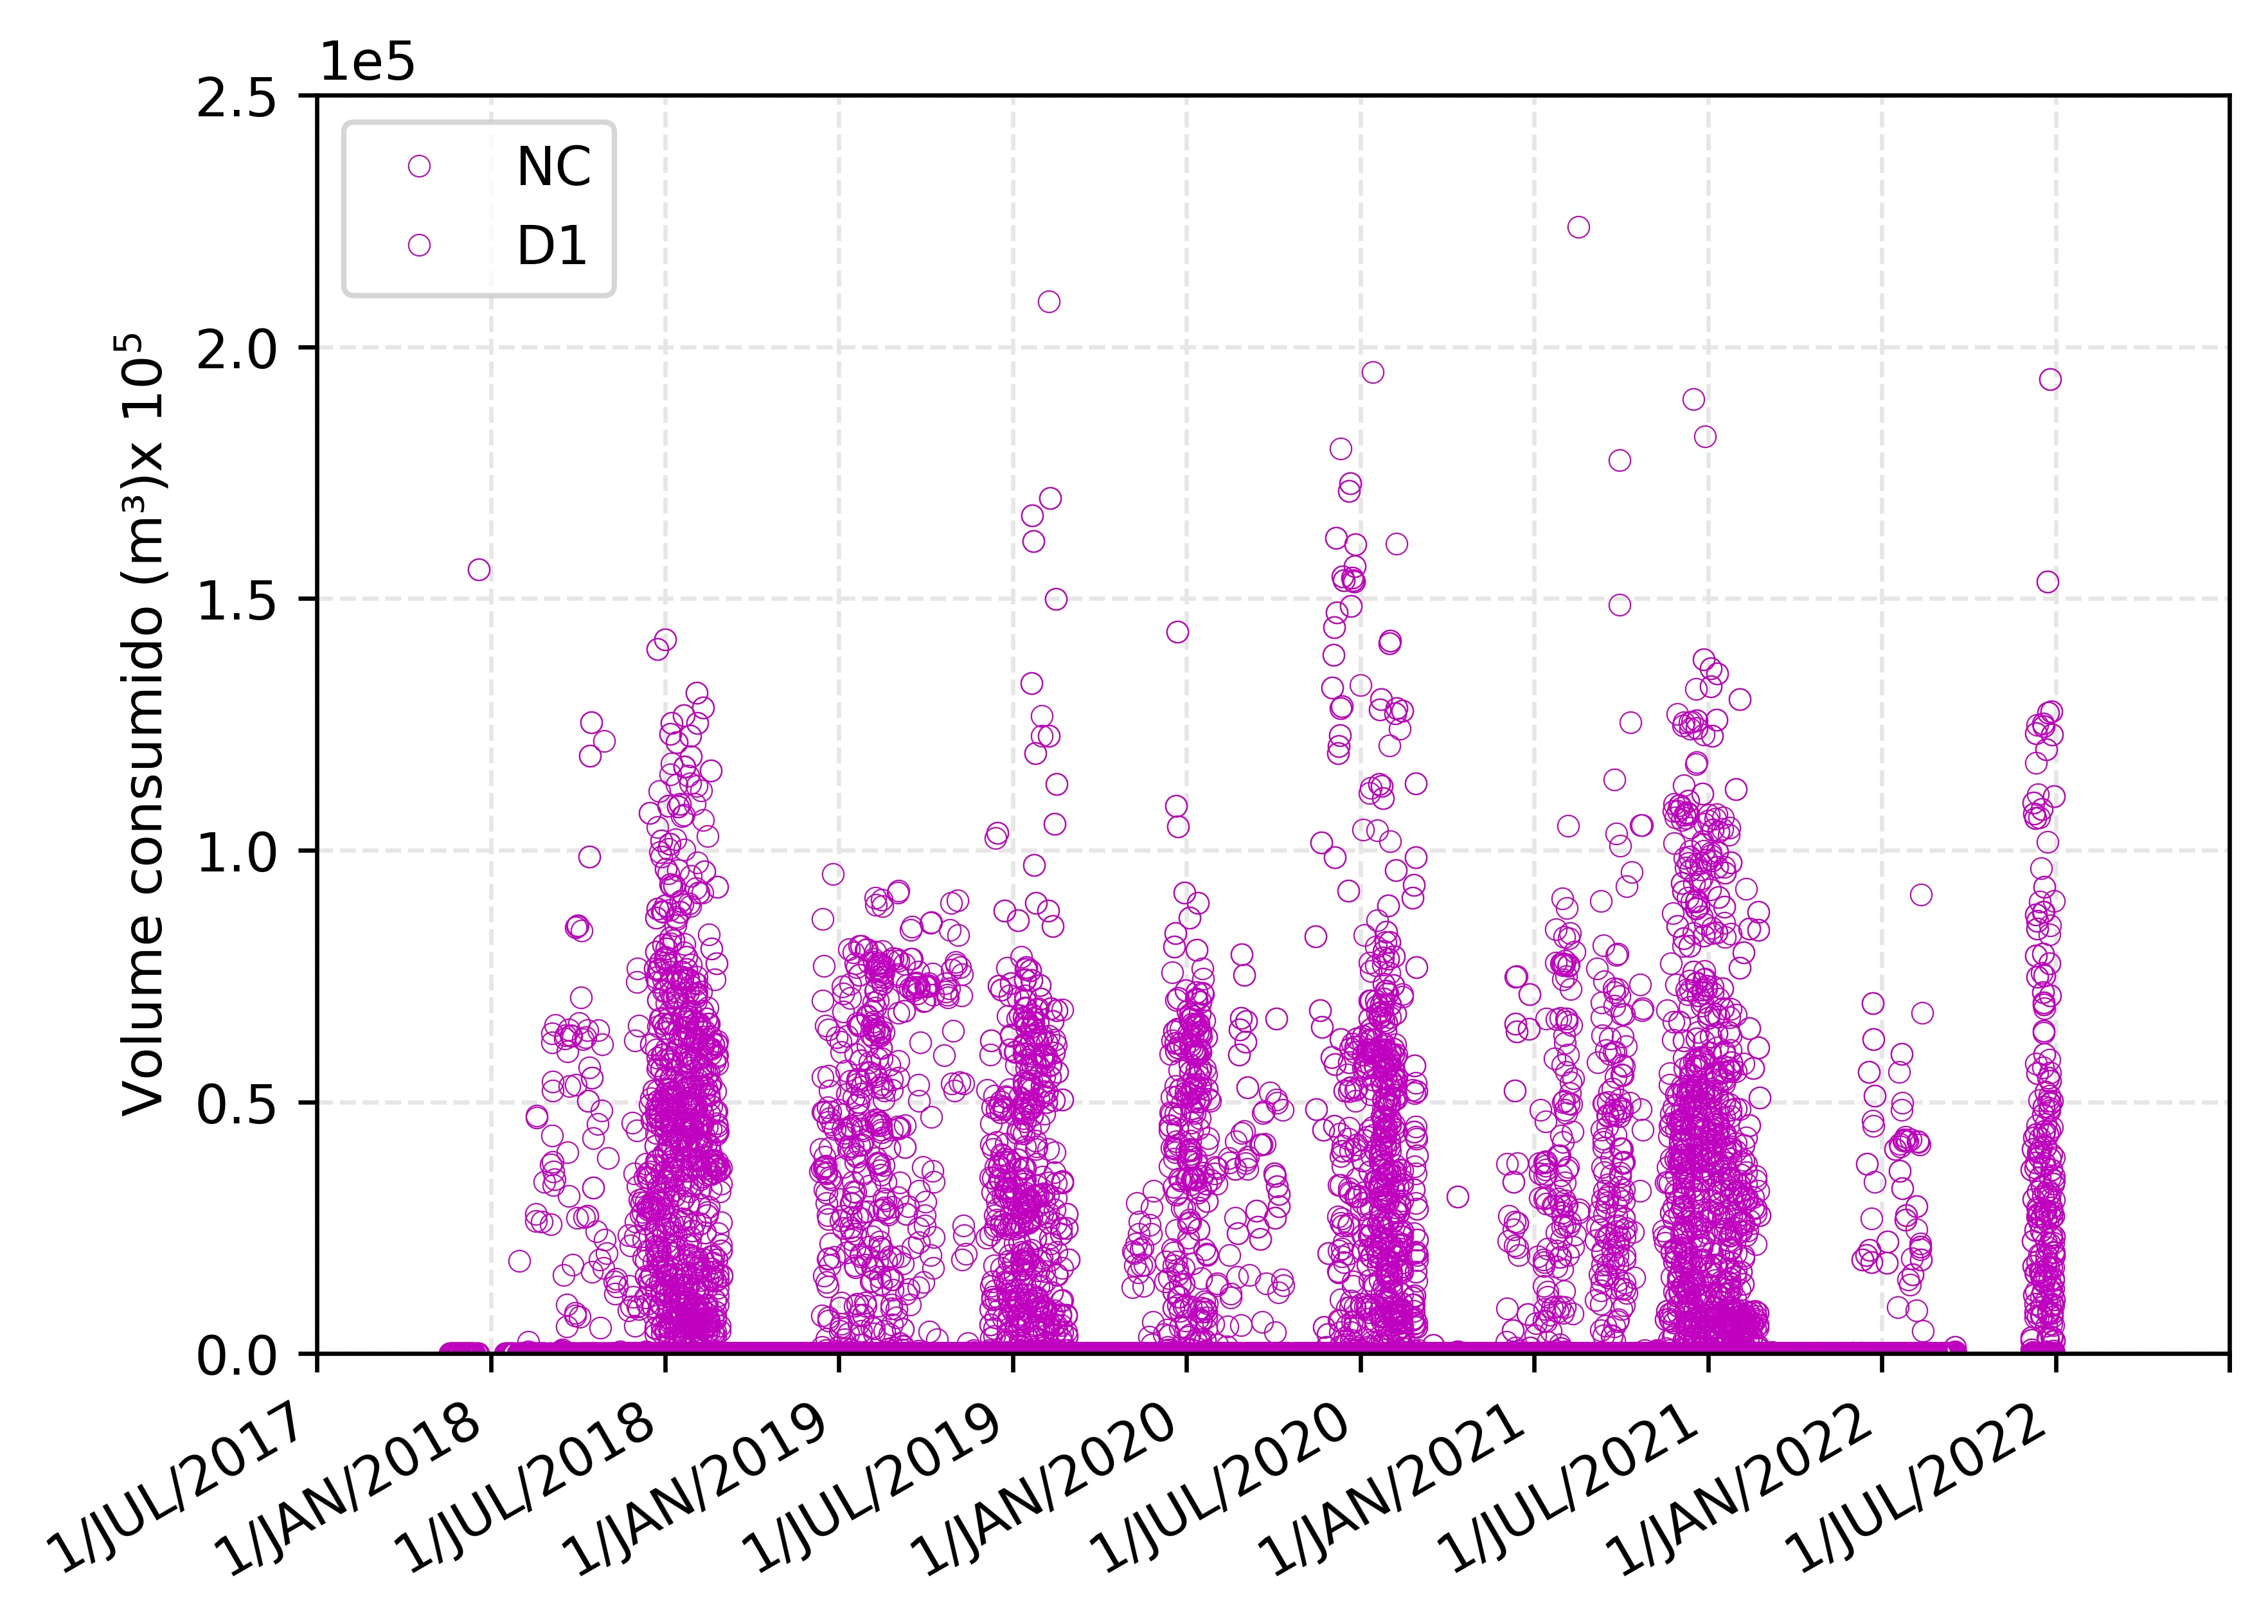 1e5
2.5
2.0
1.5
1.0
0.5
0.0
Volume consumido (m³)x 10⁵
NC
D1
1/JUL/2017
1/JAN/2018
1/JUL/2018
1/JAN/2019
1/JUL/2019
1/JAN/2020
1/JUL/2020
1/JAN/2021
1/JUL/2021
1/JAN/2022
1/JUL/2022